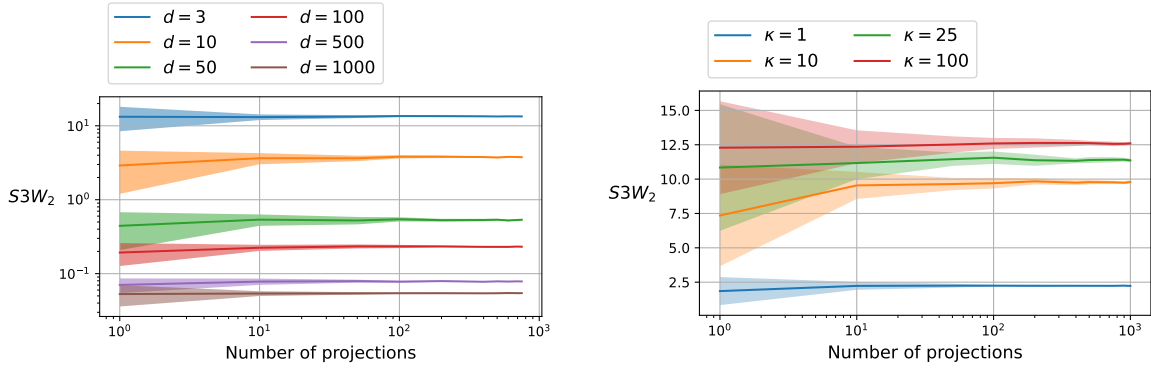 d = 3 d = 100
d = 10 d = 500
d = 50 d = 1000
10¹
10⁰
10⁻¹
S3W₂
10⁰ 10¹ 10² 10³
Number of projections
κ = 1 κ = 25
κ = 10 κ = 100
15.0
12.5
10.0
7.5
5.0
2.5
S3W₂
10⁰ 10¹ 10² 10³
Number of projections